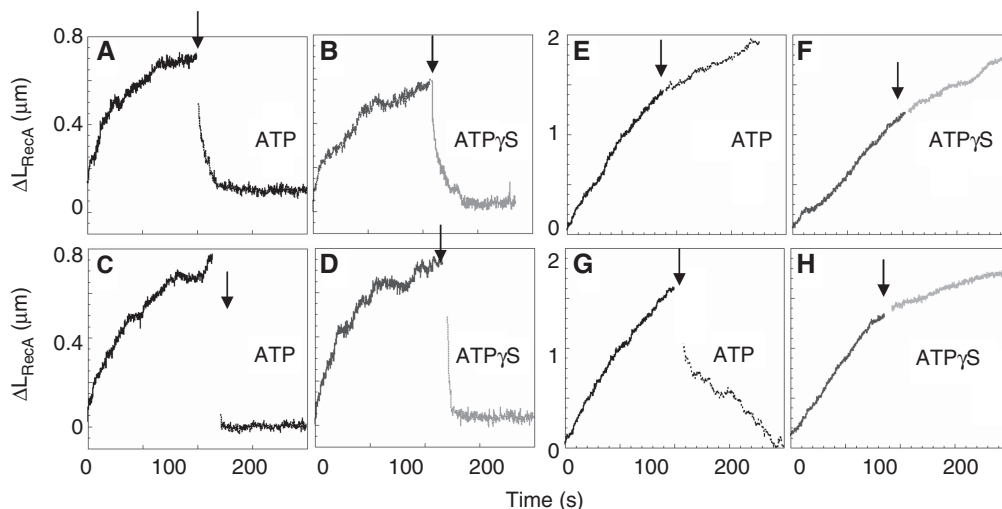 A
B
E
F
0.8
0.4
0
ΔL_RecA (μm)
ATP
ATPγS
2
1
0
ATP
ATPγS
C
D
G
H
0.8
0.4
0
ΔL_RecA (μm)
ATP
ATPγS
2
1
0
ATP
ATPγS
0 100 200
0 100 200
0 100 200
0 100 200
Time (s)